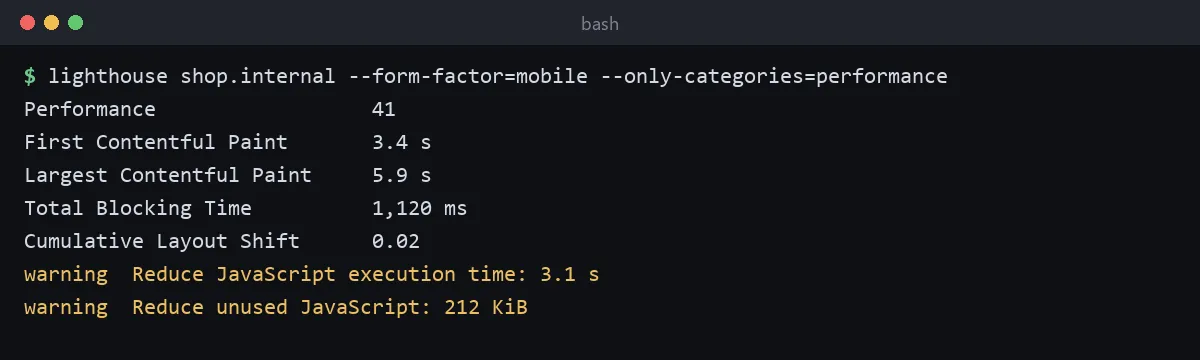 bash
$ lighthouse shop.internal --form-factor=mobile --only-categories=performance
Performance 41
First Contentful Paint 3.4 s
Largest Contentful Paint 5.9 s
Total Blocking Time 1,120 ms
Cumulative Layout Shift 0.02
warning Reduce JavaScript execution time: 3.1 s
warning Reduce unused JavaScript: 212 KiB